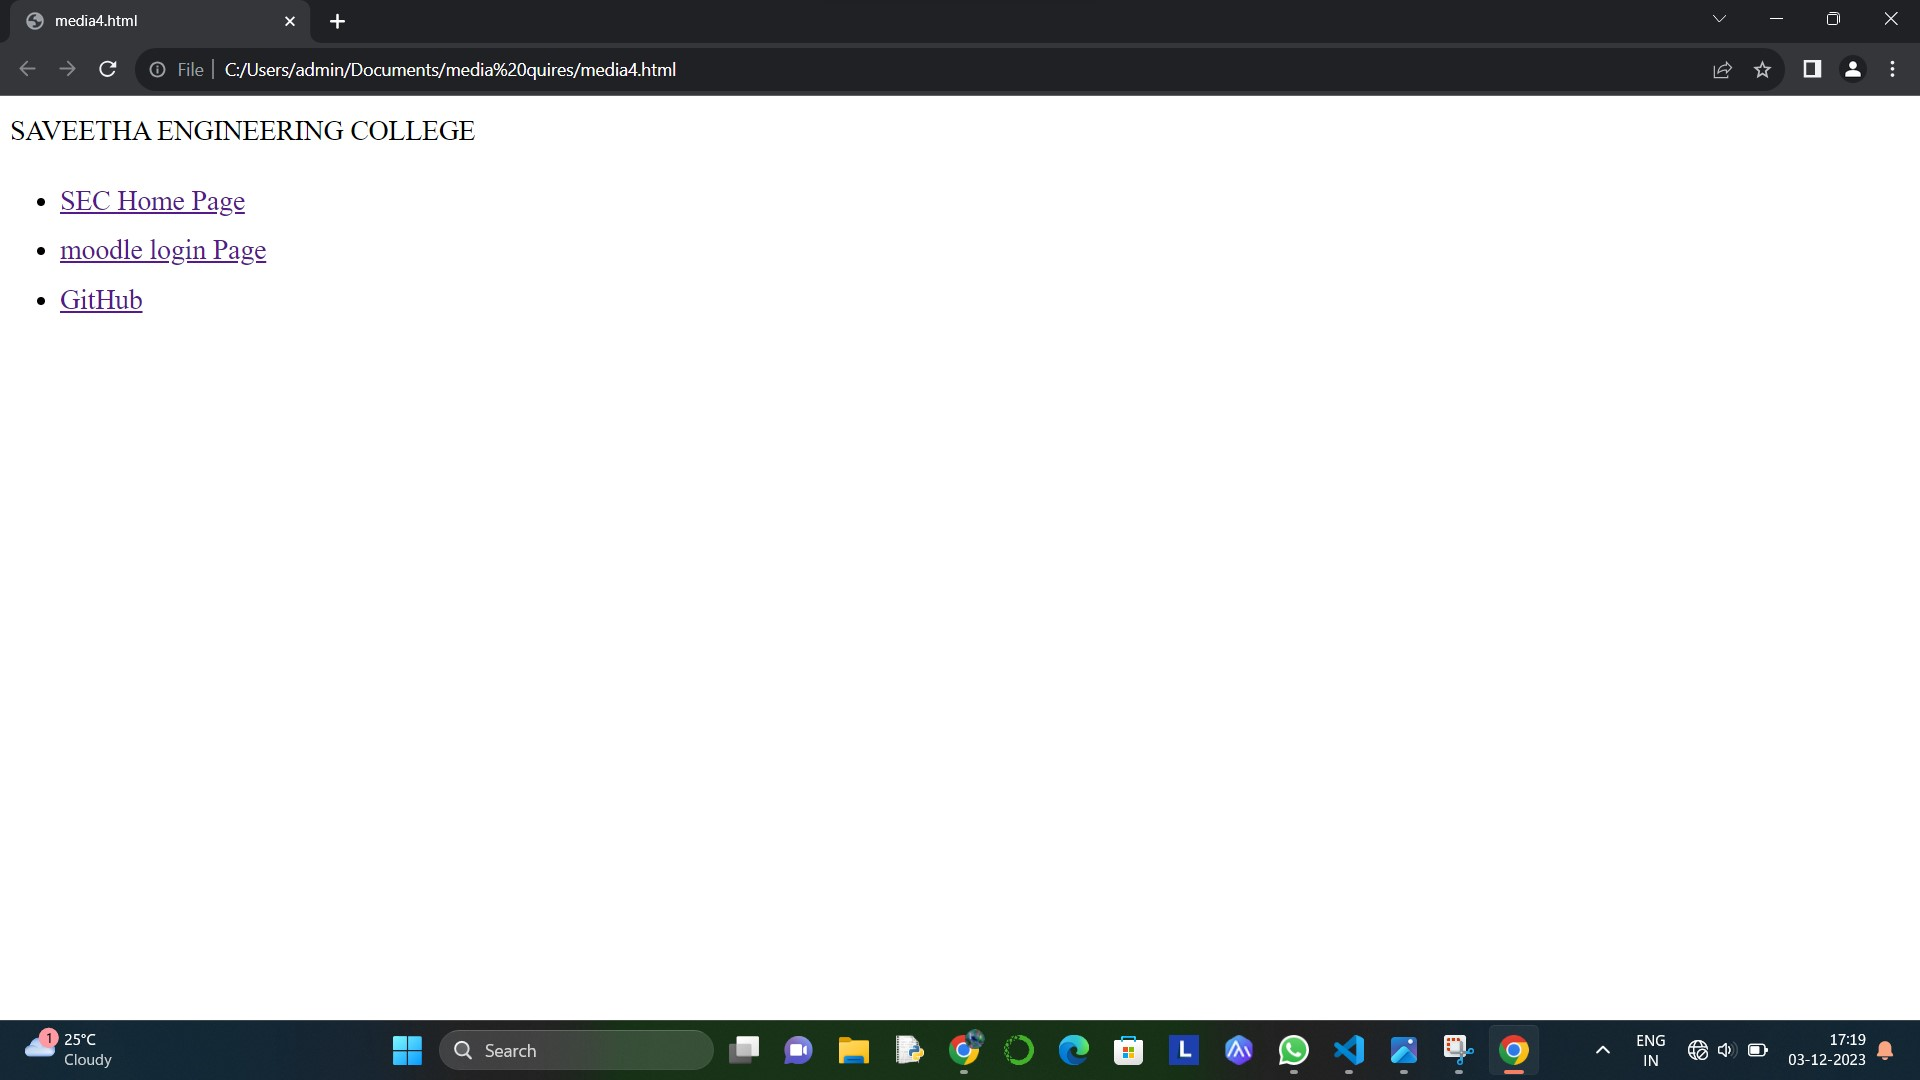 media4.html
File
C:/Users/admin/Documents/media%20quires/media4.html
SAVEETHA ENGINEERING COLLEGE
SEC Home Page
moodle login Page
GitHub
1
25°C
Cloudy
Search
L
ENG
IN
17:19
03-12-2023